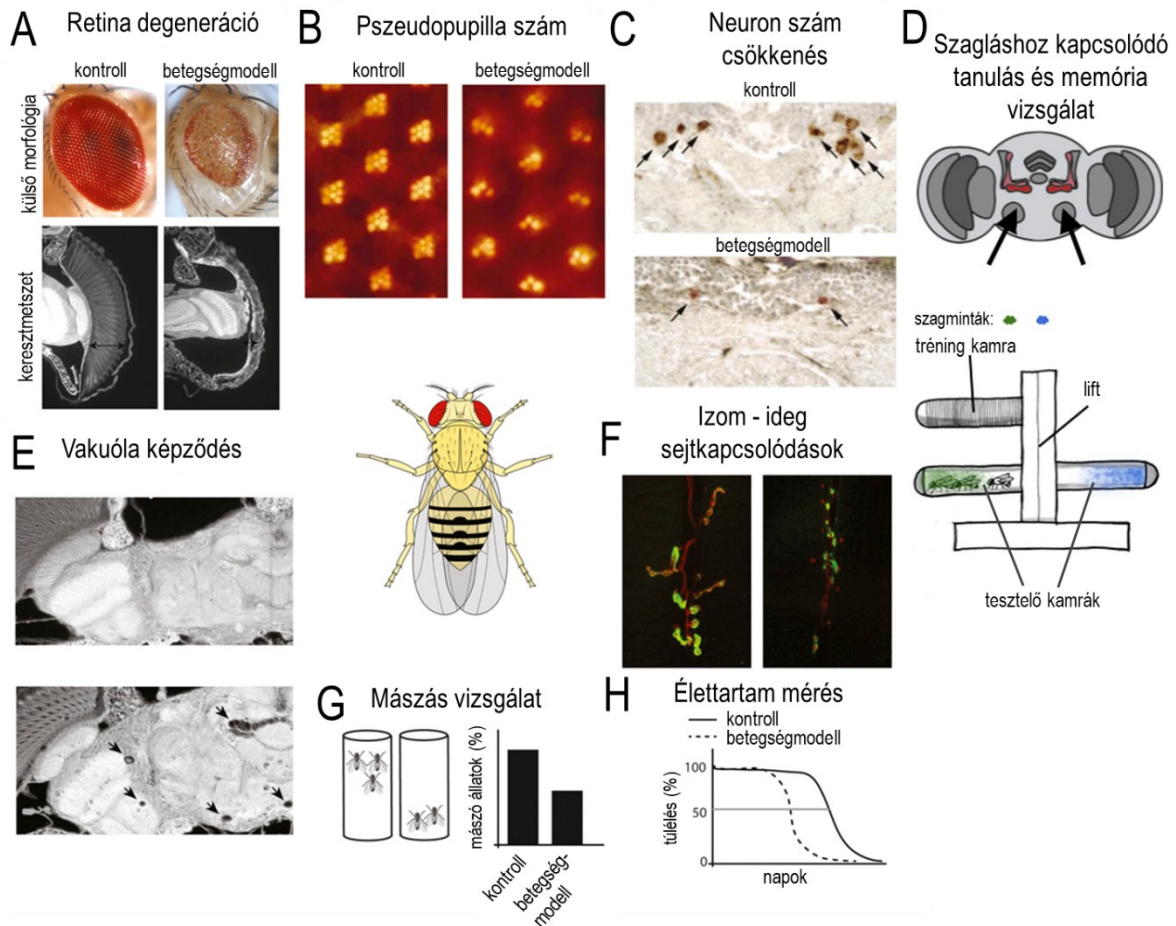 A
Retina degeneráció
kontroll
betegségmodell
külső morfológia
keresztmetszet
B
Pszeudopupilla szám
kontroll
betegségmodell
C
Neuron szám
csökkenés
kontroll
betegségmodell
D
Szagláshoz kapcsolódó
tanulás és memória
vizsgálat
szagminták:
tréning kamra
lift
tesztelő kamrák
E
Vakuóla képződés
F
Izom - ideg
sejtkapcsolódások
G
Mászás vizsgálat
mászó állatok (%)
kontroll
betegség-
modell
H
Élettartam mérés
kontroll
betegségmodell
túlélés (%)
100
50
0
napok